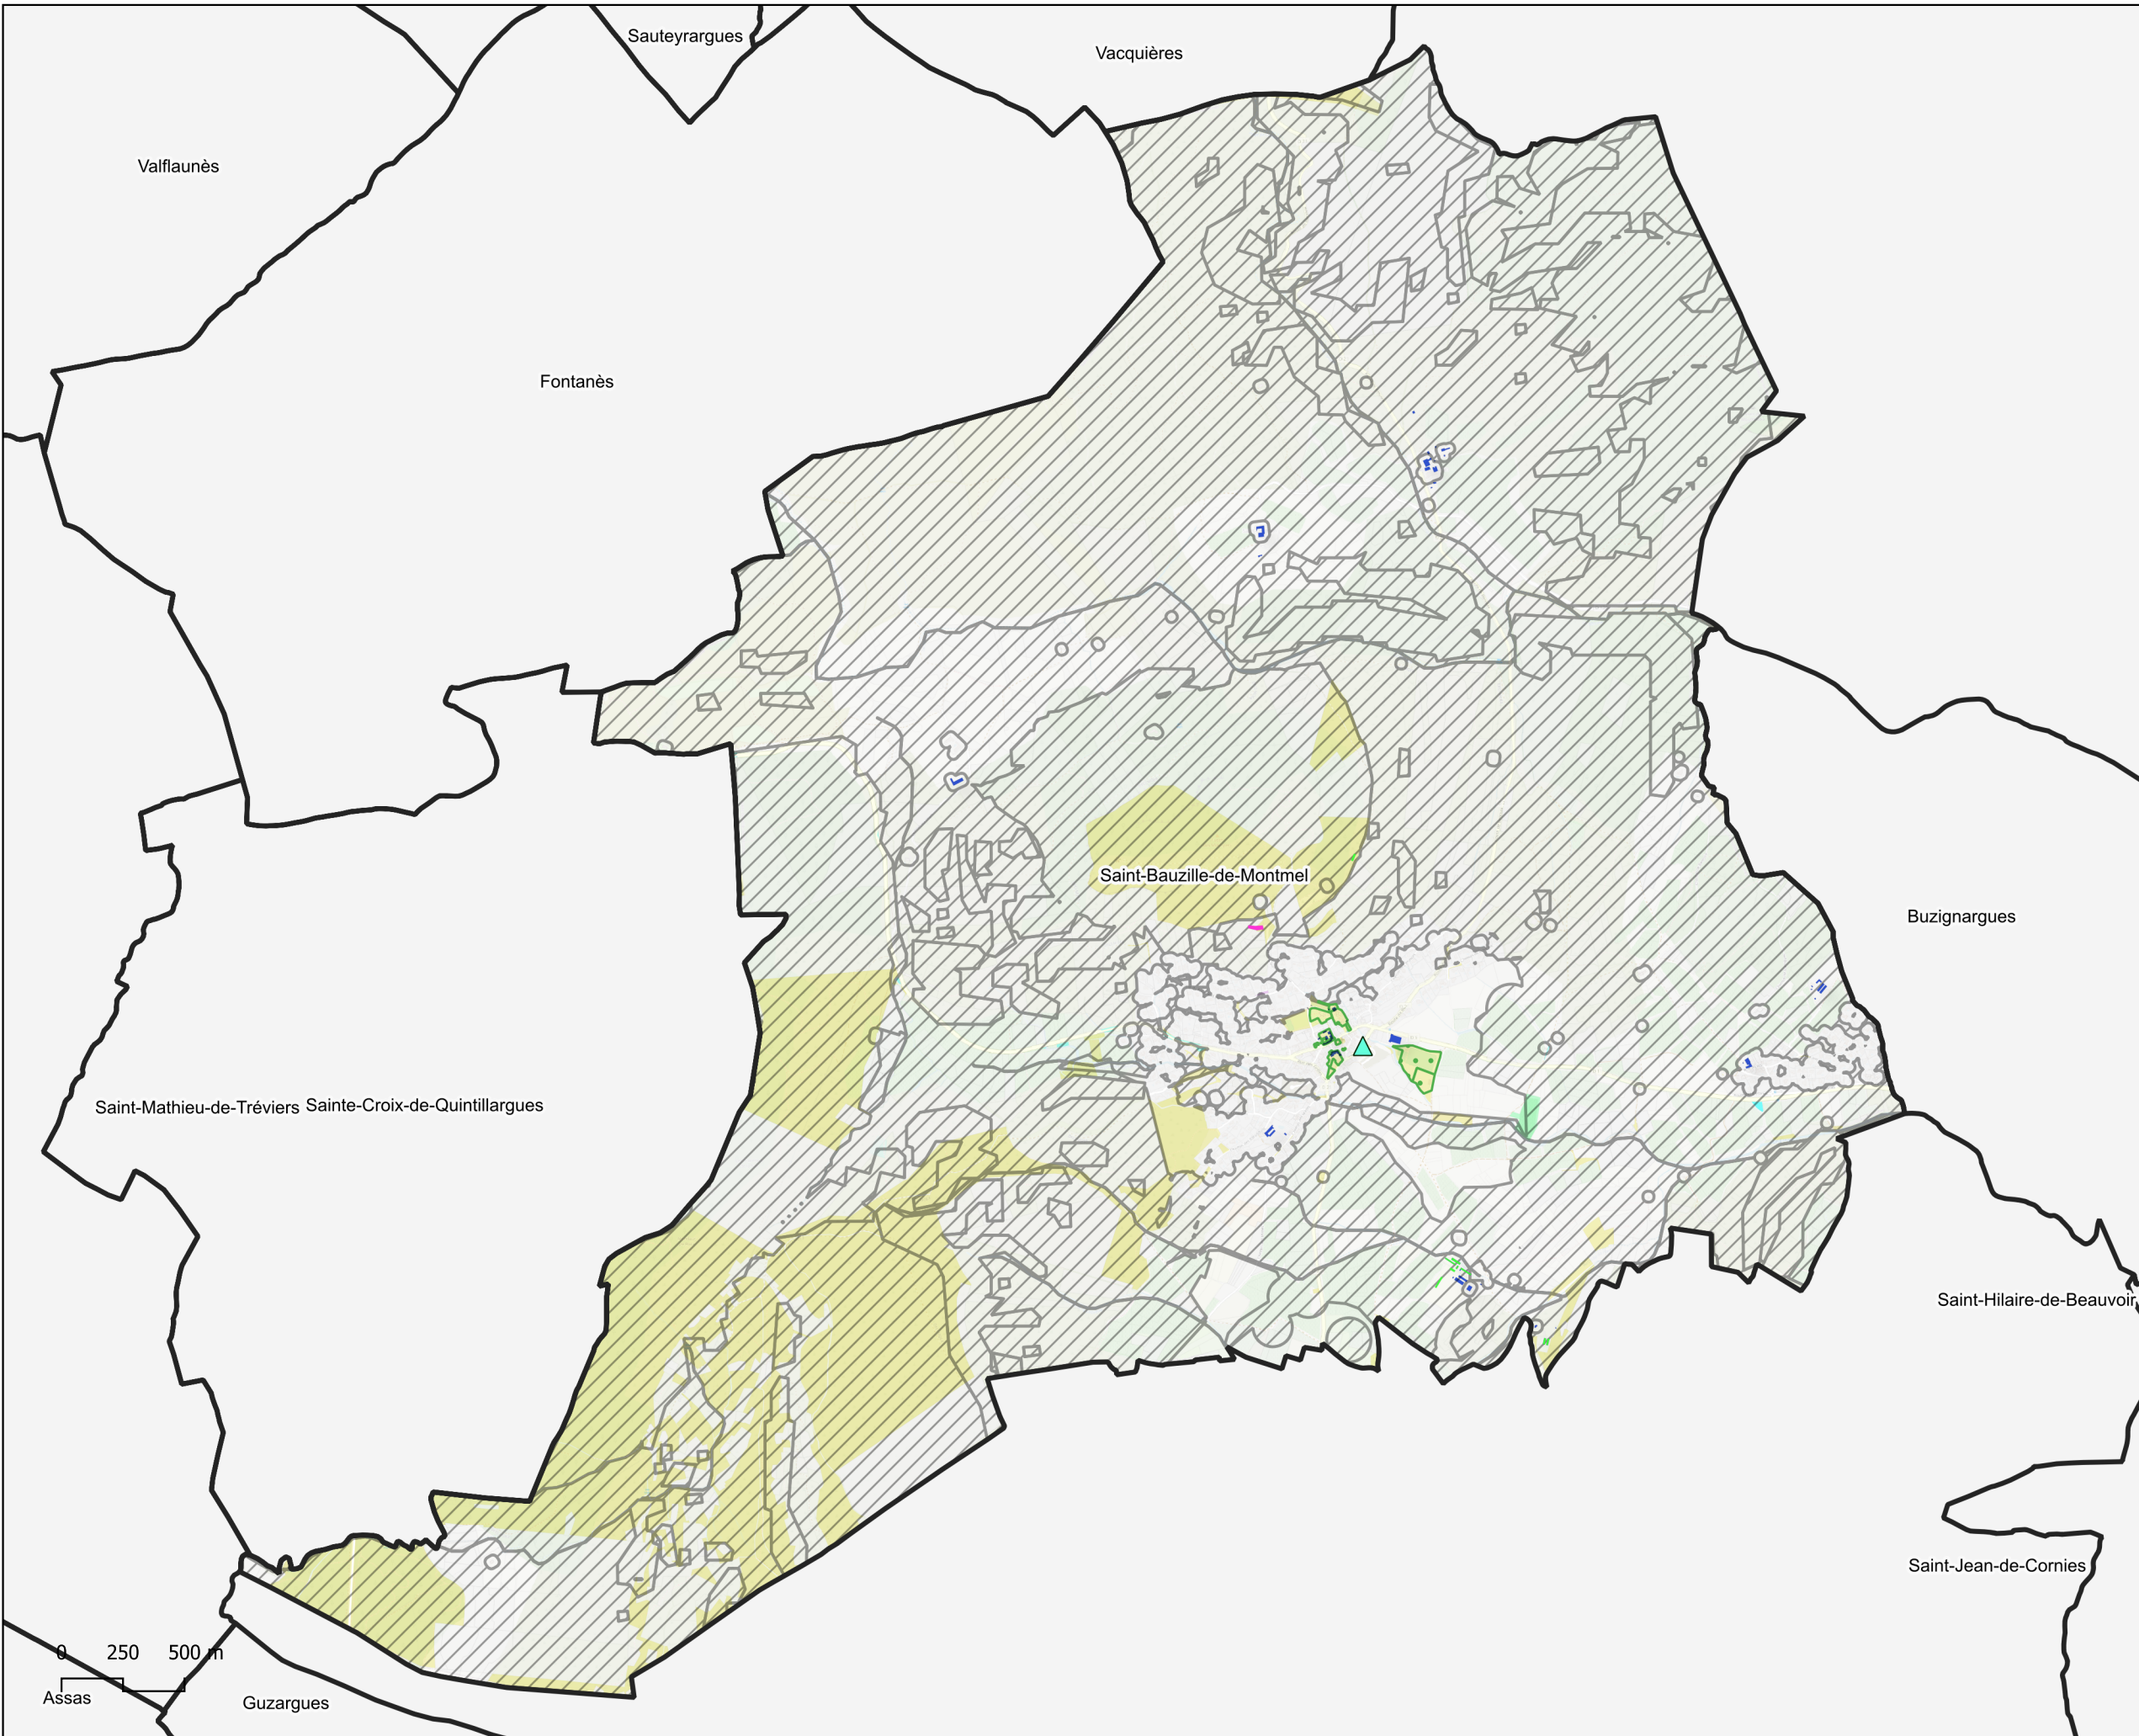 Sauteyrargues
Vacquières
Valflaunès
Fontanès
Saint-Bauzille-de-Montmel
Buzignargues
Saint-Mathieu-de-Tréviers
Sainte-Croix-de-Quintillargues
Saint-Hilaire-de-Beauvoir
Saint-Jean-de-Cornies
0 250 500 m
Assas
Guzargues